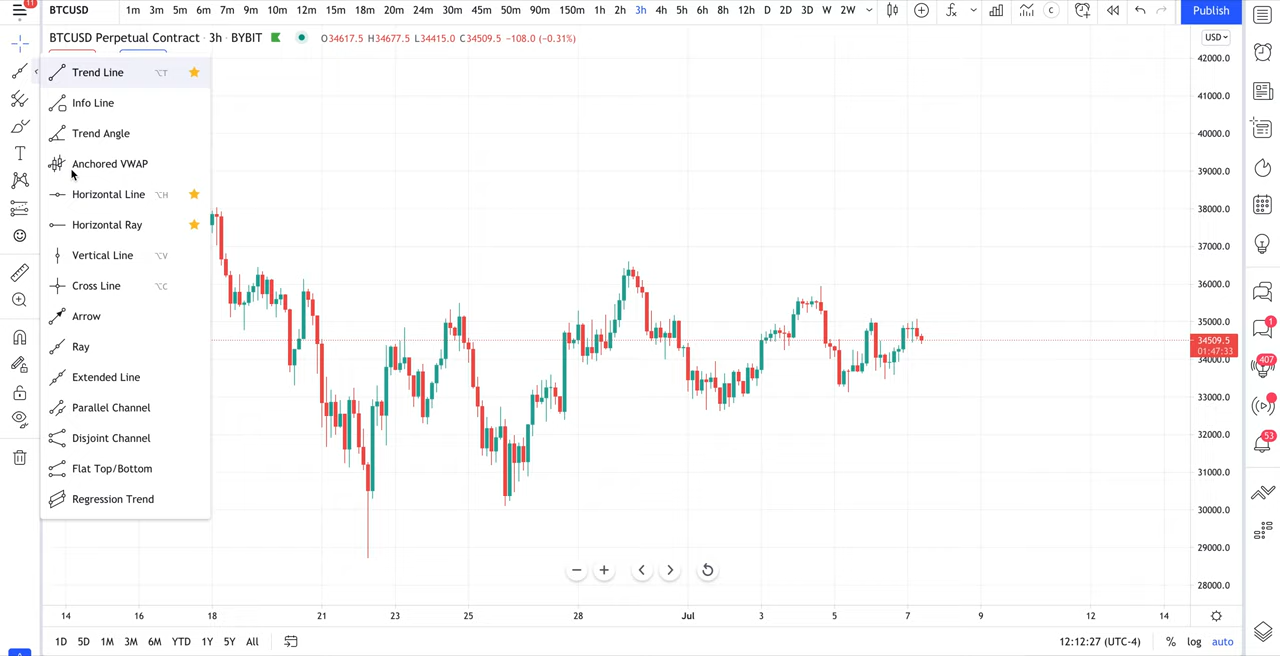 11
BTCUSD 1m 3m 5m 6m 7m 9m 10m 12m 15m 18m 20m 24m 30m 45m 50m 90m 150m 1h 2h 3h 4h 5h 6h 8h 12h D 2D 3D W 2W C Publish
BTCUSD Perpetual Contract · 3h · BYBIT O34617.5 H34677.5 L34415.0 C34509.5 −108.0 (−0.31%)
USD
Trend Line ⌥T
Info Line
Trend Angle
Anchored VWAP
Horizontal Line ⌥H
Horizontal Ray
Vertical Line ⌥V
Cross Line ⌥C
Arrow
Ray
Extended Line
Parallel Channel
Disjoint Channel
Flat Top/Bottom
Regression Trend
42000.0
41000.0
40000.0
39000.0
38000.0
37000.0
36000.0
35000.0
34509.5
01:47:33
34000.0
33000.0
32000.0
31000.0
30000.0
29000.0
28000.0
1
407
53
14 16 18 21 23 25 28 Jul 3 5 7 9 12 14
1D 5D 1M 3M 6M YTD 1Y 5Y All 12:12:27 (UTC-4) % log auto